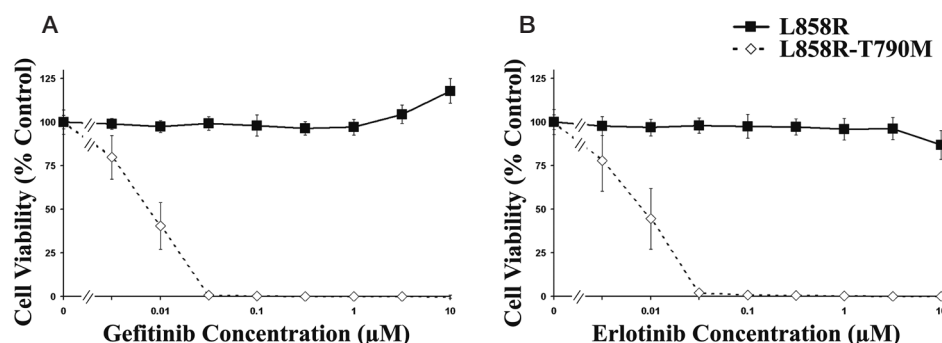 A
B
L858R
L858R-T790M
Cell Viability (% Control)
125
100
75
50
25
0
0
0.01
0.1
1
10
Gefitinib Concentration (µM)
Cell Viability (% Control)
125
100
75
50
25
0
0
0.01
0.1
1
10
Erlotinib Concentration (µM)